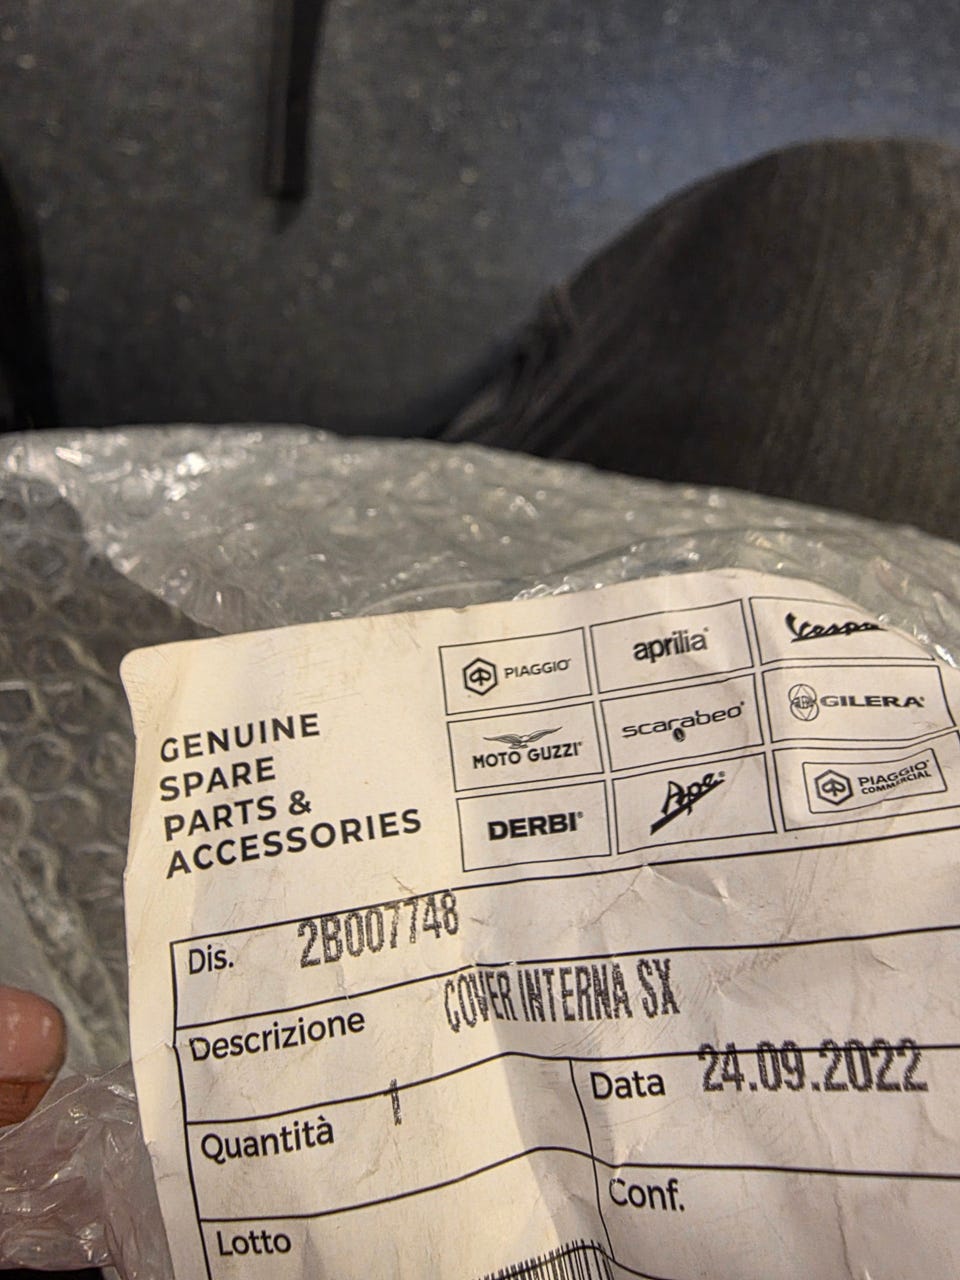 GENUINE
SPARE
PARTS &
ACCESSORIES
PIAGGIO®
aprilia®
Vespa
MOTO GUZZI®
scarabeo®
GILERA®
DERBI®
Ape®
PIAGGIO®
COMMERCIAL
Dis. 2B007748
Descrizione COVER INTERNA SX
Quantità 1
Data 24.09.2022
Lotto
Conf.